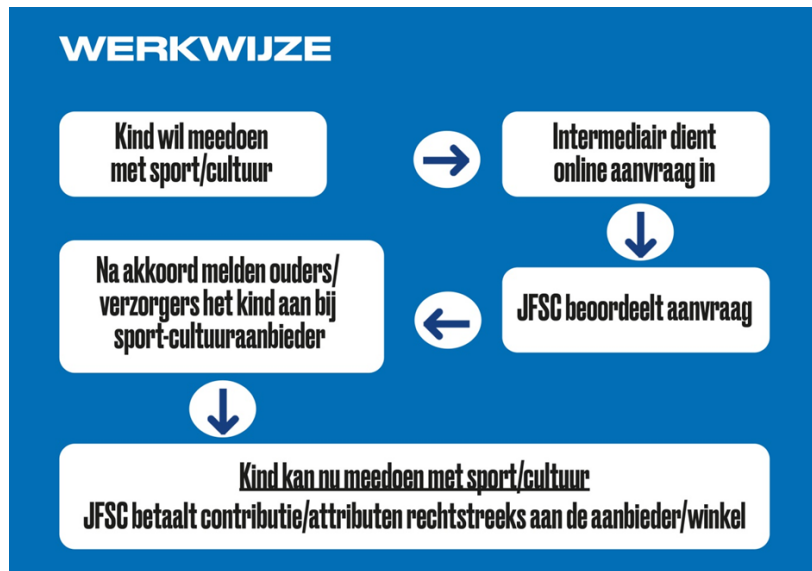 WERKWIJZE
Kind wil meedoen
met sport/cultuur
Intermediair dient
online aanvraag in
JFSC beoordeelt aanvraag
Na akkoord melden ouders/
verzorgers het kind aan bij
sport-cultuuraanbieder
Kind kan nu meedoen met sport/cultuur
JFSC betaalt contributie/attributen rechtstreeks aan de aanbieder/winkel